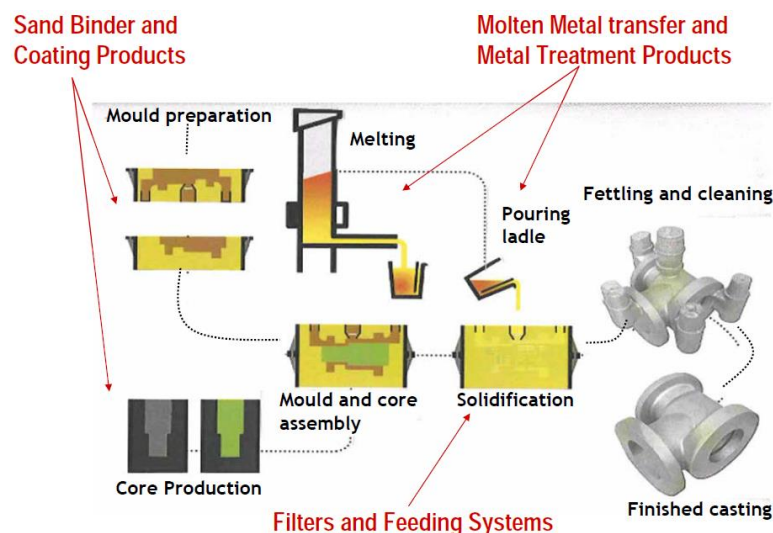 Sand Binder and
Coating Products
Molten Metal transfer and
Metal Treatment Products
Mould preparation
Melting
Pouring
ladle
Fettling and cleaning
Mould and core
assembly
Solidification
Core Production
Finished casting
Filters and Feeding Systems